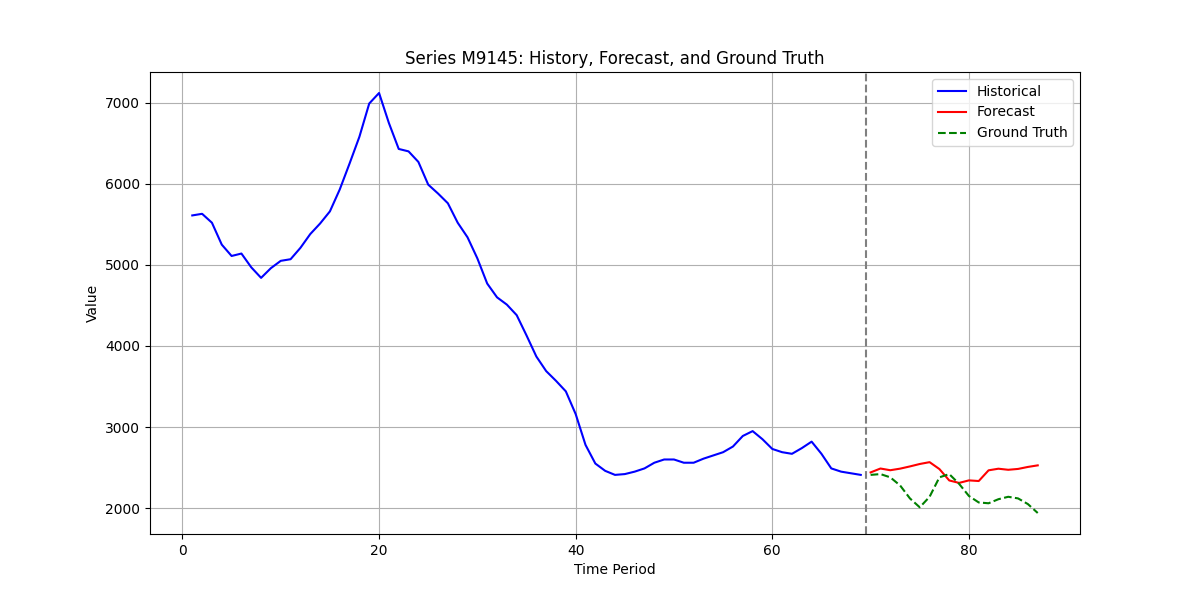 Series M9145: History, Forecast, and Ground Truth
Historical
Forecast
Ground Truth
Value
7000
6000
5000
4000
3000
2000
0
20
40
60
80
Time Period